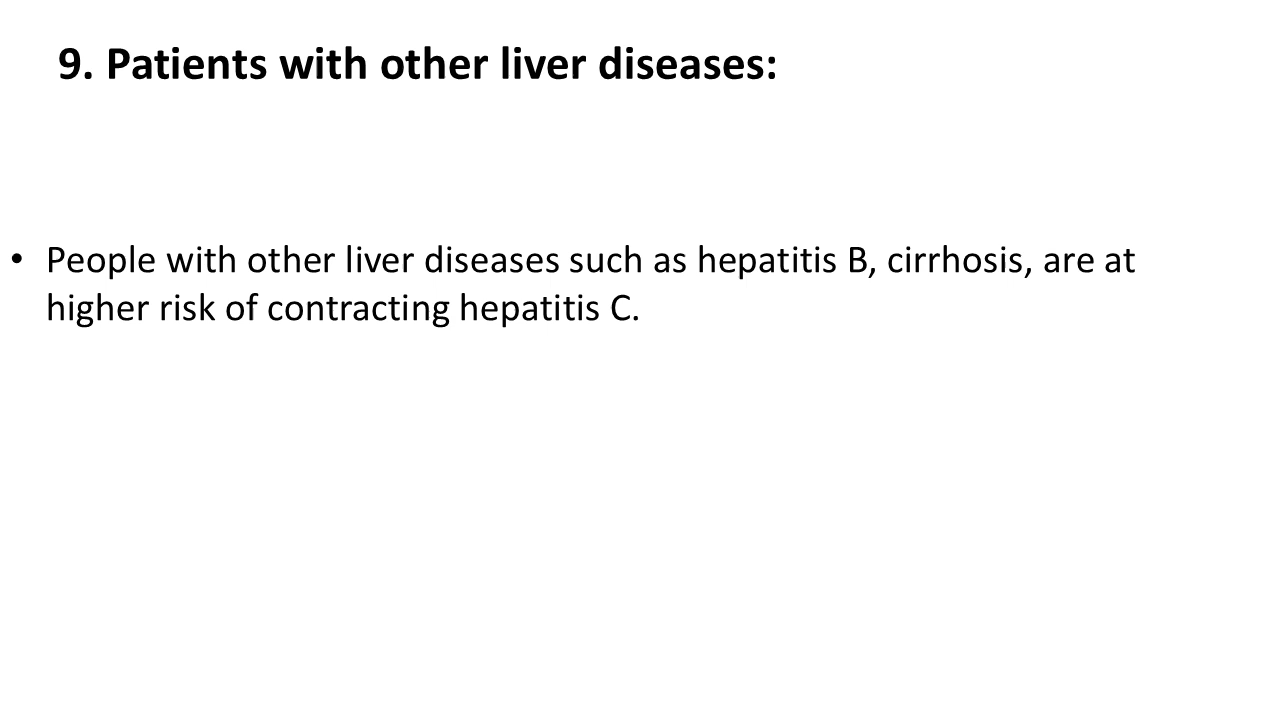 9. Patients with other liver diseases:
• People with other liver diseases such as hepatitis B, cirrhosis, are at
higher risk of contracting hepatitis C.